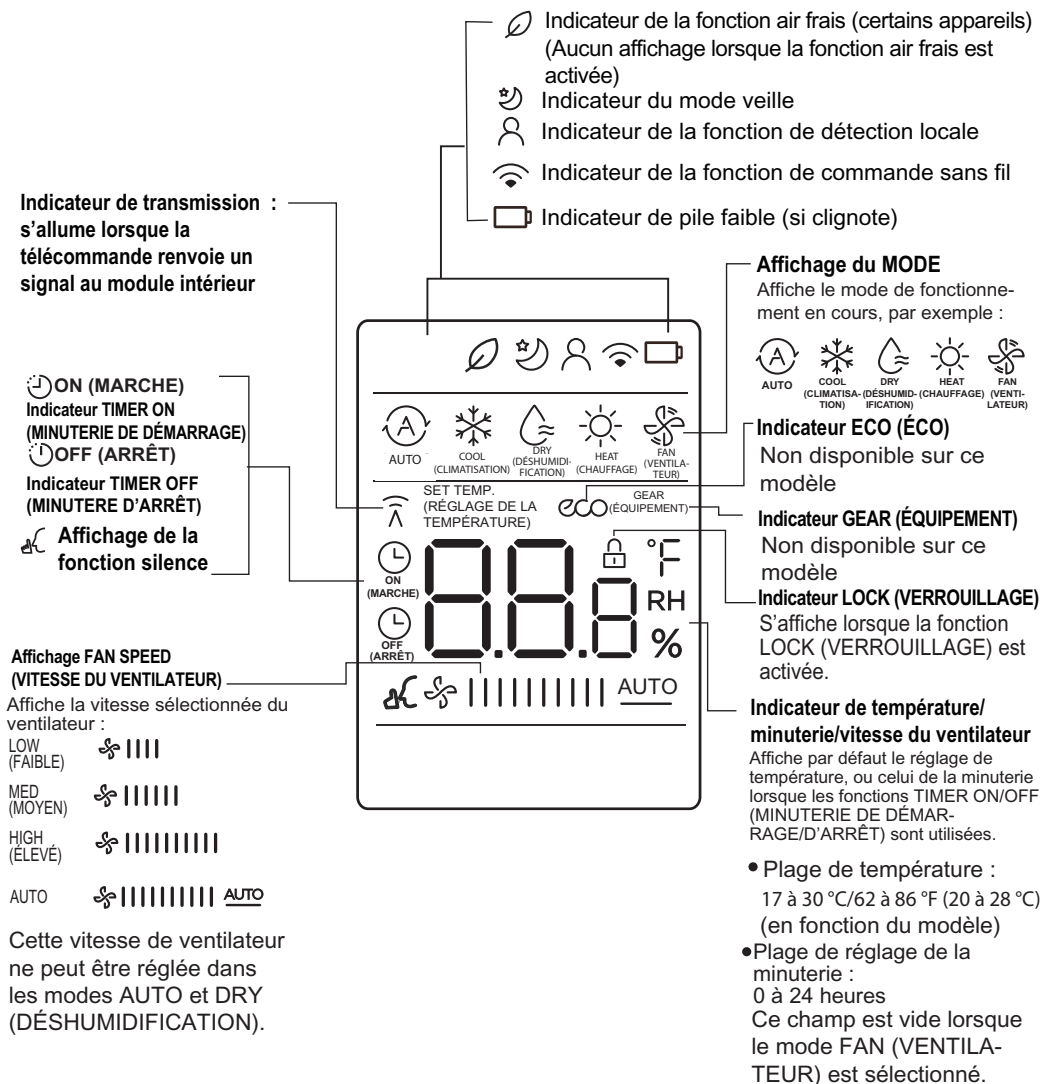 Indicateur de la fonction air frais (certains appareils)
(Aucun affichage lorsque la fonction air frais est
activée)
Indicateur du mode veille
Indicateur de la fonction de détection locale
Indicateur de la fonction de commande sans fil
Indicateur de pile faible (si clignote)
Indicateur de transmission :
s’allume lorsque la
télécommande renvoie un
signal au module intérieur
ON (MARCHE)
Indicateur TIMER ON
(MINUTERIE DE DÉMARRAGE)
OFF (ARRÊT)
Indicateur TIMER OFF
(MINUTERE D’ARRÊT)
Affichage de la
fonction silence
Affichage FAN SPEED
(VITESSE DU VENTILATEUR)
Affiche la vitesse sélectionnée du
ventilateur :
LOW
(FAIBLE)
MED
(MOYEN)
HIGH
(ÉLEVÉ)
AUTO
AUTO
Cette vitesse de ventilateur
ne peut être réglée dans
les modes AUTO et DRY
(DÉSHUMIDIFICATION).
A
AUTO
COOL
(CLIMATISATION)
DRY
(DÉSHUMIDI-
FICATION)
HEAT
(CHAUFFAGE)
FAN
(VENTILA-
TEUR)
SET TEMP.
(RÉGLAGE DE LA
TEMPÉRATURE)
eco
GEAR
(ÉQUIPEMENT)
ON
(MARCHE)
OFF
(ARRÊT)
88.8
°F
RH
%
AUTO
Affichage du MODE
Affiche le mode de fonctionne-
ment en cours, par exemple :
A
AUTO
COOL
(CLIMATISA-
TION)
DRY
(DÉSHUMID-
IFICATION)
HEAT
(CHAUFFAGE)
FAN
(VENTI-
LATEUR)
Indicateur ECO (ÉCO)
Non disponible sur ce
modèle
Indicateur GEAR (ÉQUIPEMENT)
Non disponible sur ce
modèle
Indicateur LOCK (VERROUILLAGE)
S’affiche lorsque la fonction
LOCK (VERROUILLAGE) est
activée.
Indicateur de température/
minuterie/vitesse du ventilateur
Affiche par défaut le réglage de
température, ou celui de la minuterie
lorsque les fonctions TIMER ON/OFF
(MINUTERIE DE DÉMAR-
RAGE/D’ARRÊT) sont utilisées.
• Plage de température :
17 à 30 °C/62 à 86 °F (20 à 28 °C)
(en fonction du modèle)
•Plage de réglage de la
minuterie :
0 à 24 heures
Ce champ est vide lorsque
le mode FAN (VENTILA-
TEUR) est sélectionné.